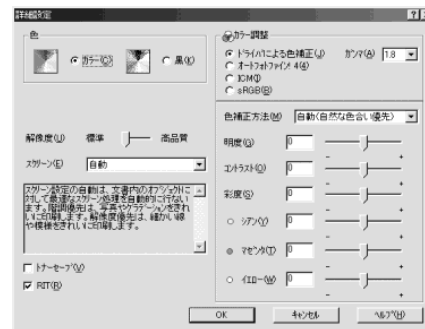 詳細設定
色
カラー(C)
黒(K)
解像度(U) 標準 高品質
スクリーン(E) 自動
スクリーン設定の自動は、文書内のオブジェクトに
対して最適なスクリーン処理を自動的に行ない
ます。階調優先は、写真やグラデーションをきれ
いに印刷します。解像度優先は、細かい線
や模様をきれいに印刷します。
トナーセーブ(V)
RIT(R)
カラー調整
ドライバによる色補正(J) ガンマ(A) 1.8
オートフォトファイン!4(4)
ICM(I)
sRGB(B)
色補正方法(M) 自動(自然な色合い優先)
明度(G) 0
- +
コントラスト(O) 0
- +
彩度(S) 0
- +
シアン(Y) 0
- +
マゼンタ(T) 0
- +
イエロー(W) 0
- +
OK キャンセル ヘルプ(H)